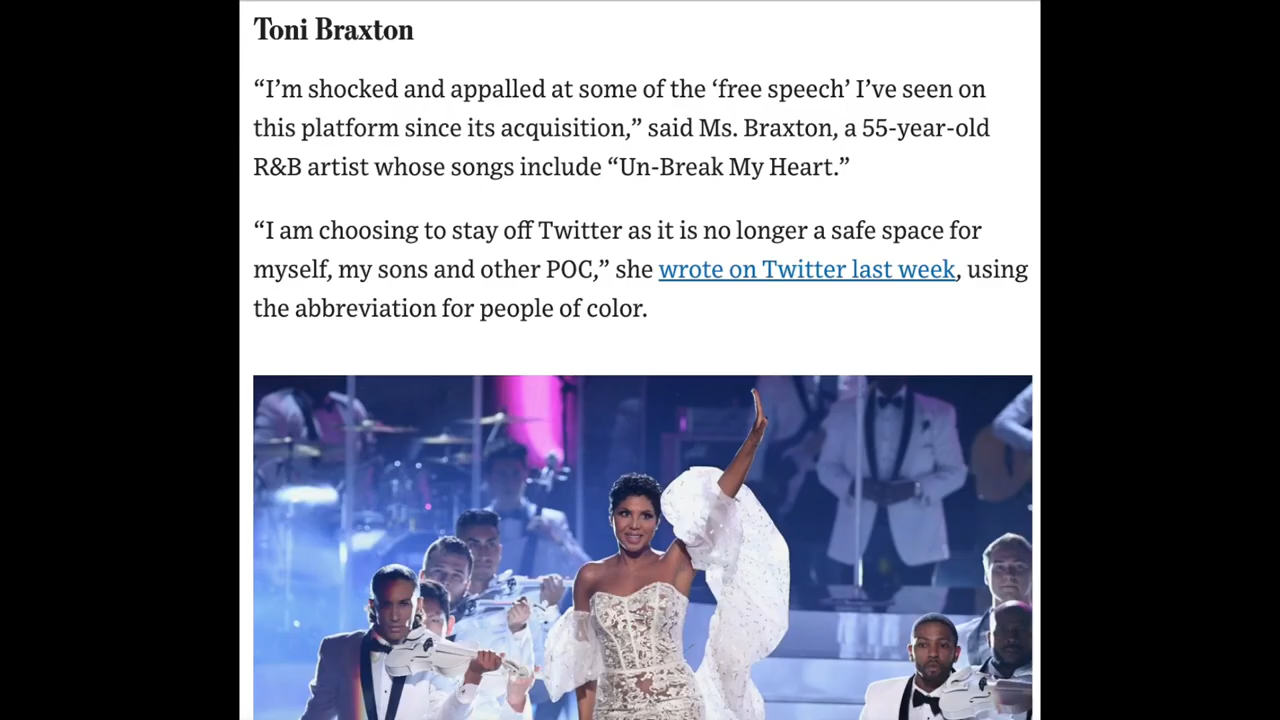 Toni Braxton
“I’m shocked and appalled at some of the ‘free speech’ I’ve seen on
this platform since its acquisition,” said Ms. Braxton, a 55-year-old
R&B artist whose songs include “Un-Break My Heart.”
“I am choosing to stay off Twitter as it is no longer a safe space for
myself, my sons and other POC,” she wrote on Twitter last week, using
the abbreviation for people of color.